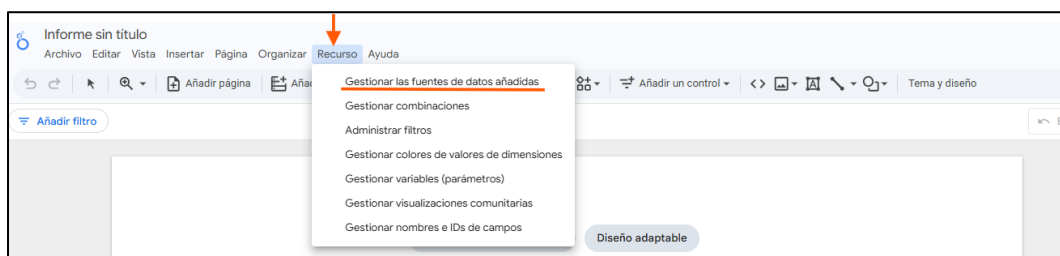 Informe sin título
Archivo Editar Vista Insertar Página Organizar Recurso Ayuda
Añadir página
Añadir un control
Tema y diseño
Gestionar las fuentes de datos añadidas
Gestionar combinaciones
Administrar filtros
Gestionar colores de valores de dimensiones
Gestionar variables (parámetros)
Gestionar visualizaciones comunitarias
Gestionar nombres e IDs de campos
Añadir filtro
Diseño adaptable